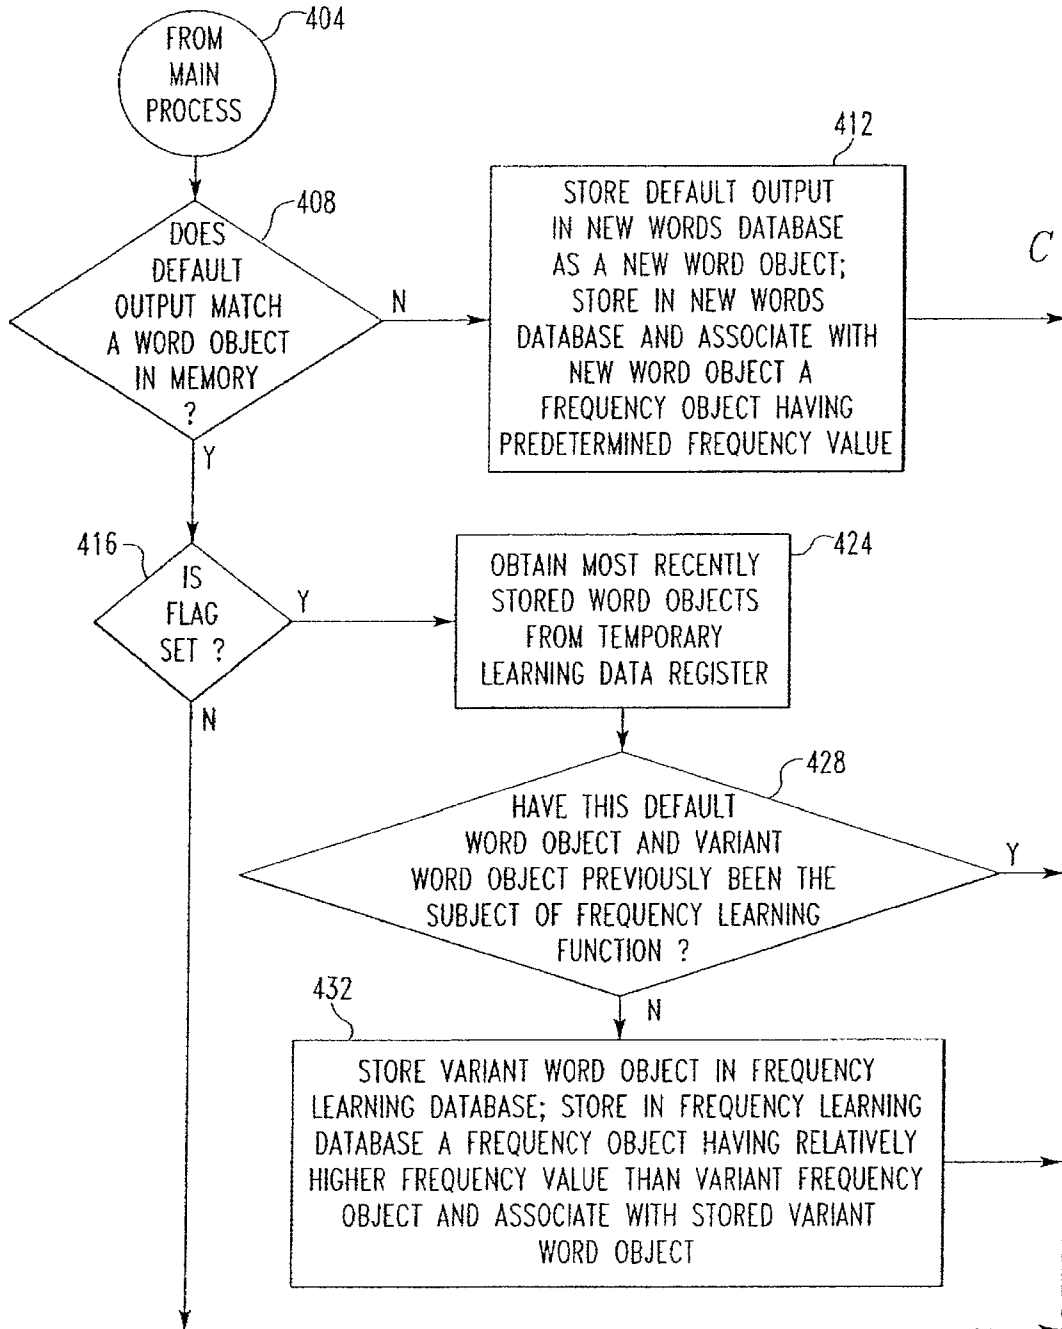 404
FROM
MAIN
PROCESS
408
DOES
DEFAULT
OUTPUT MATCH
A WORD OBJECT
IN MEMORY
?
N
Y
412
STORE DEFAULT OUTPUT
IN NEW WORDS DATABASE
AS A NEW WORD OBJECT;
STORE IN NEW WORDS
DATABASE AND ASSOCIATE WITH
NEW WORD OBJECT A
FREQUENCY OBJECT HAVING
PREDETERMINED FREQUENCY VALUE
C
416
IS
FLAG
SET ?
Y
N
424
OBTAIN MOST RECENTLY
STORED WORD OBJECTS
FROM TEMPORARY
LEARNING DATA REGISTER
428
HAVE THIS DEFAULT
WORD OBJECT AND VARIANT
WORD OBJECT PREVIOUSLY BEEN THE
SUBJECT OF FREQUENCY LEARNING
FUNCTION ?
Y
N
432
STORE VARIANT WORD OBJECT IN FREQUENCY
LEARNING DATABASE; STORE IN FREQUENCY LEARNING
DATABASE A FREQUENCY OBJECT HAVING RELATIVELY
HIGHER FREQUENCY VALUE THAN VARIANT FREQUENCY
OBJECT AND ASSOCIATE WITH STORED VARIANT
WORD OBJECT